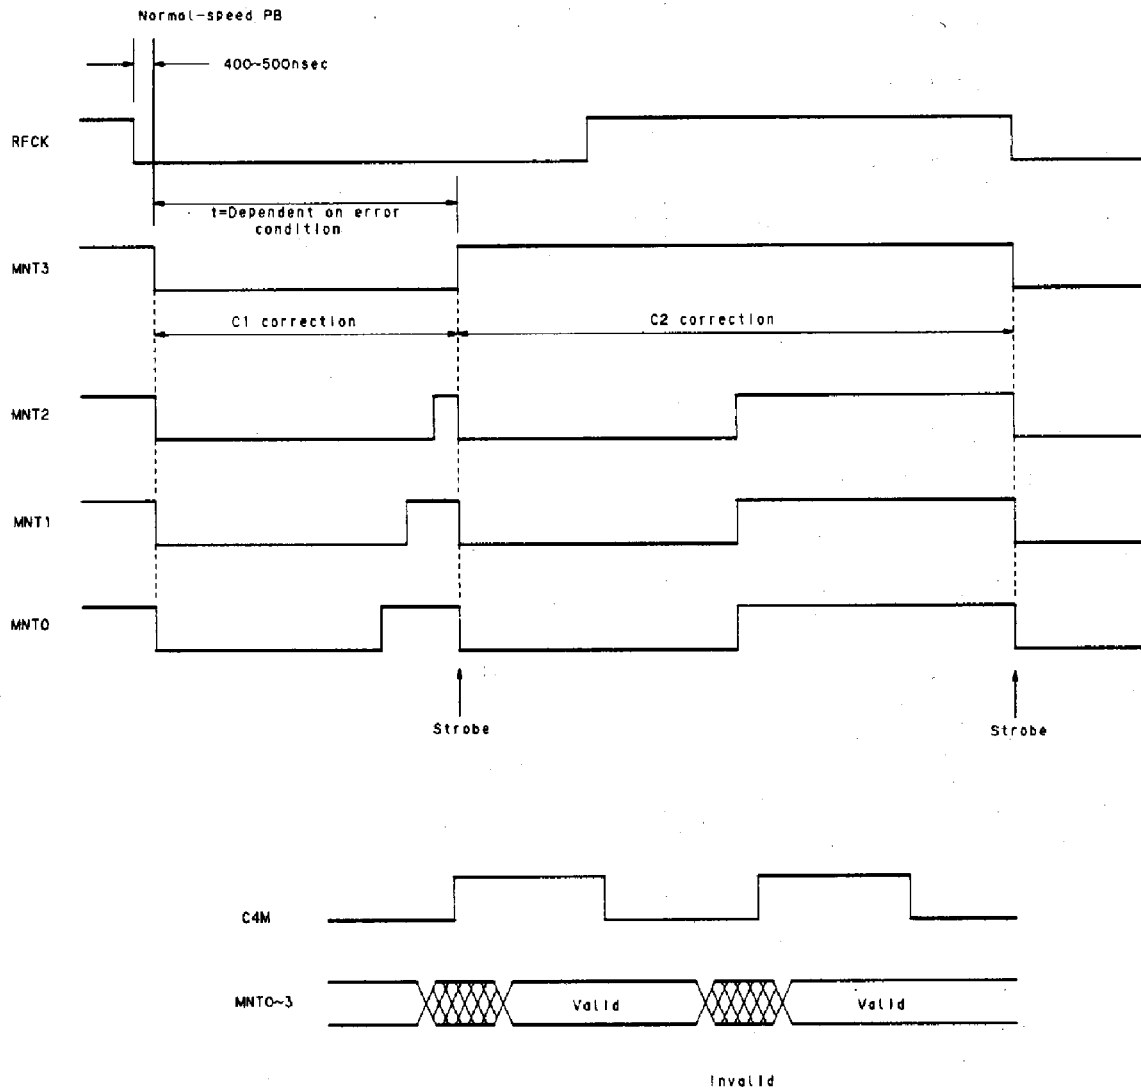 Normal-speed PB
400~500nsec
RFCK
t=Dependent on error
condition
MNT3
C1 correction
C2 correction
MNT2
MNT1
MNT0
Strobe
Strobe
C4M
MNT0~3
Valid
Valid
Invalid